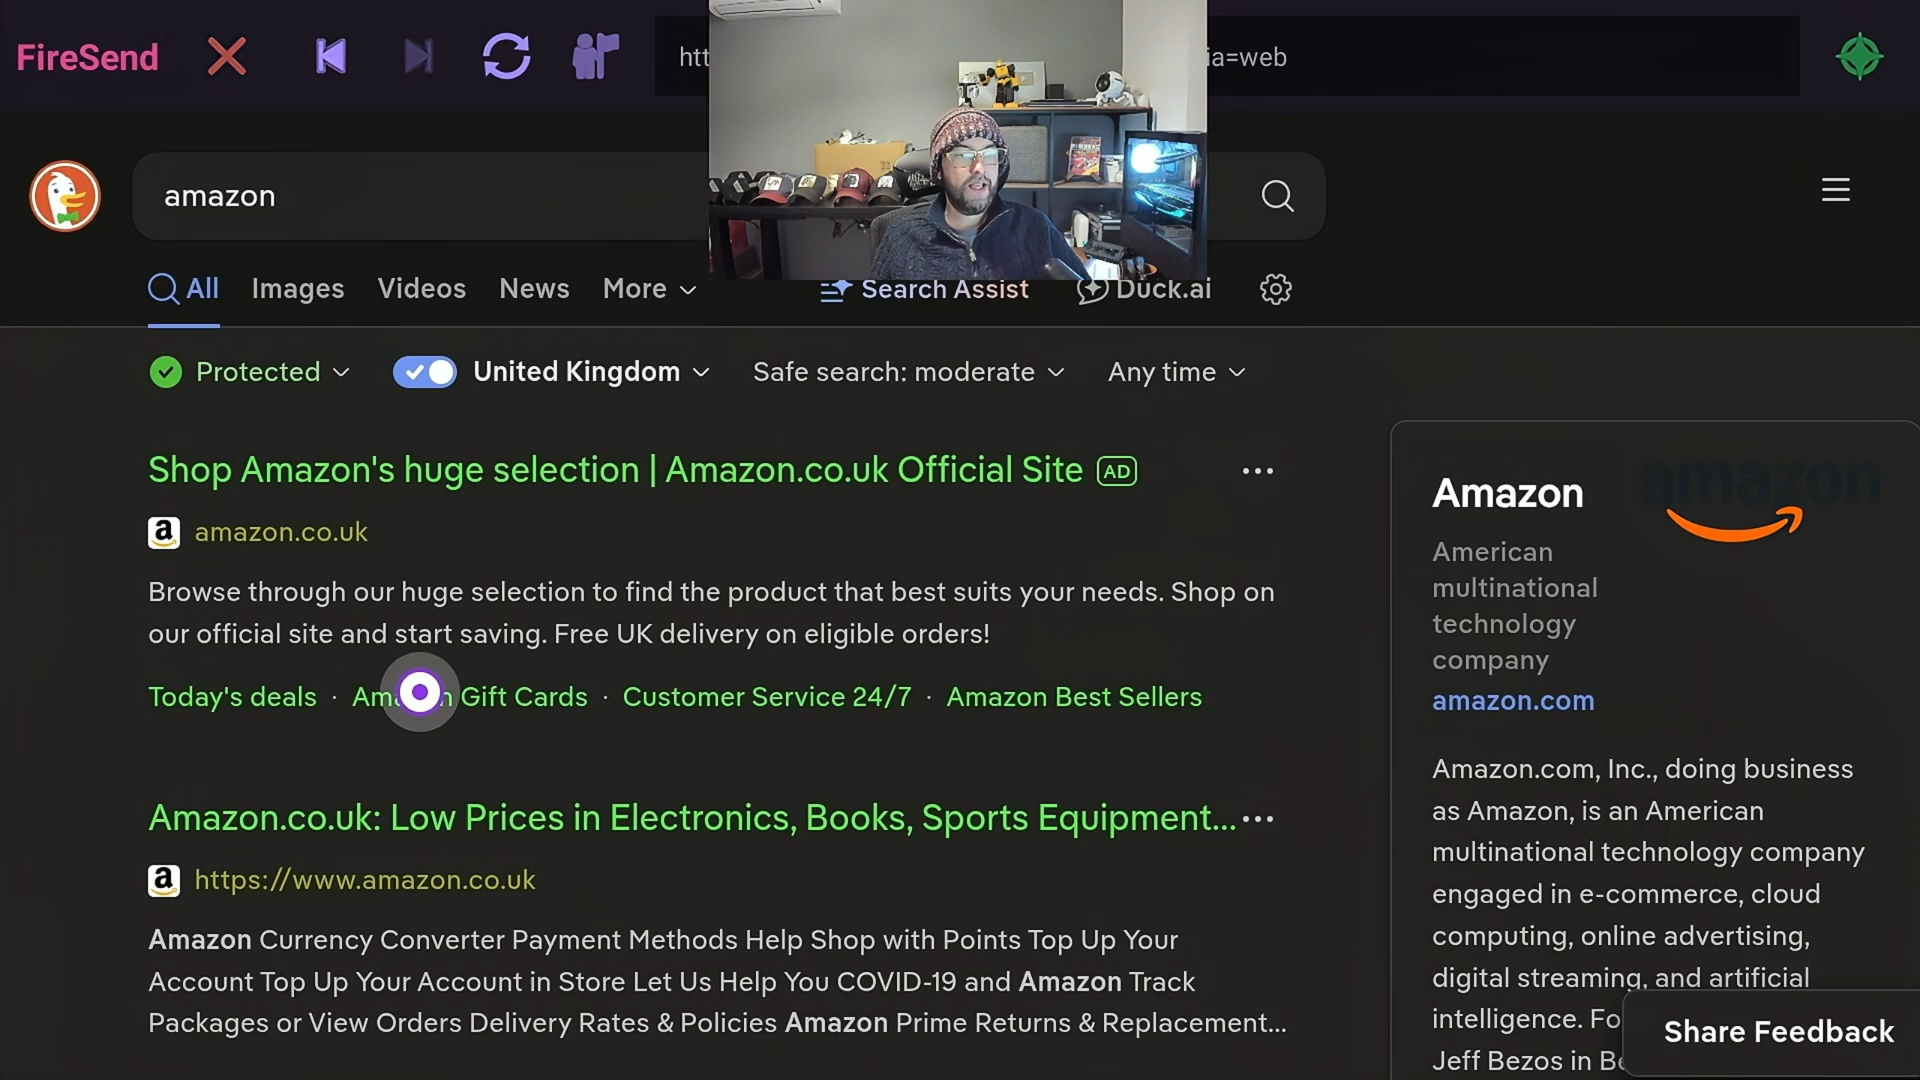 FireSend
htt
ia=web
amazon
All Images Videos News More Search Assist Duck.ai
Protected United Kingdom Safe search: moderate Any time
Shop Amazon's huge selection | Amazon.co.uk Official Site AD
amazon.co.uk
Browse through our huge selection to find the product that best suits your needs. Shop on
our official site and start saving. Free UK delivery on eligible orders!
Today's deals · Amazon Gift Cards · Customer Service 24/7 · Amazon Best Sellers
Amazon.co.uk: Low Prices in Electronics, Books, Sports Equipment...
https://www.amazon.co.uk
Amazon Currency Converter Payment Methods Help Shop with Points Top Up Your
Account Top Up Your Account in Store Let Us Help You COVID-19 and Amazon Track
Packages or View Orders Delivery Rates & Policies Amazon Prime Returns & Replacement...
Amazon
amazon
American
multinational
technology
company
amazon.com
Amazon.com, Inc., doing business
as Amazon, is an American
multinational technology company
engaged in e-commerce, cloud
computing, online advertising,
digital streaming, and artificial
intelligence. Fo
Jeff Bezos in Be
Share Feedback